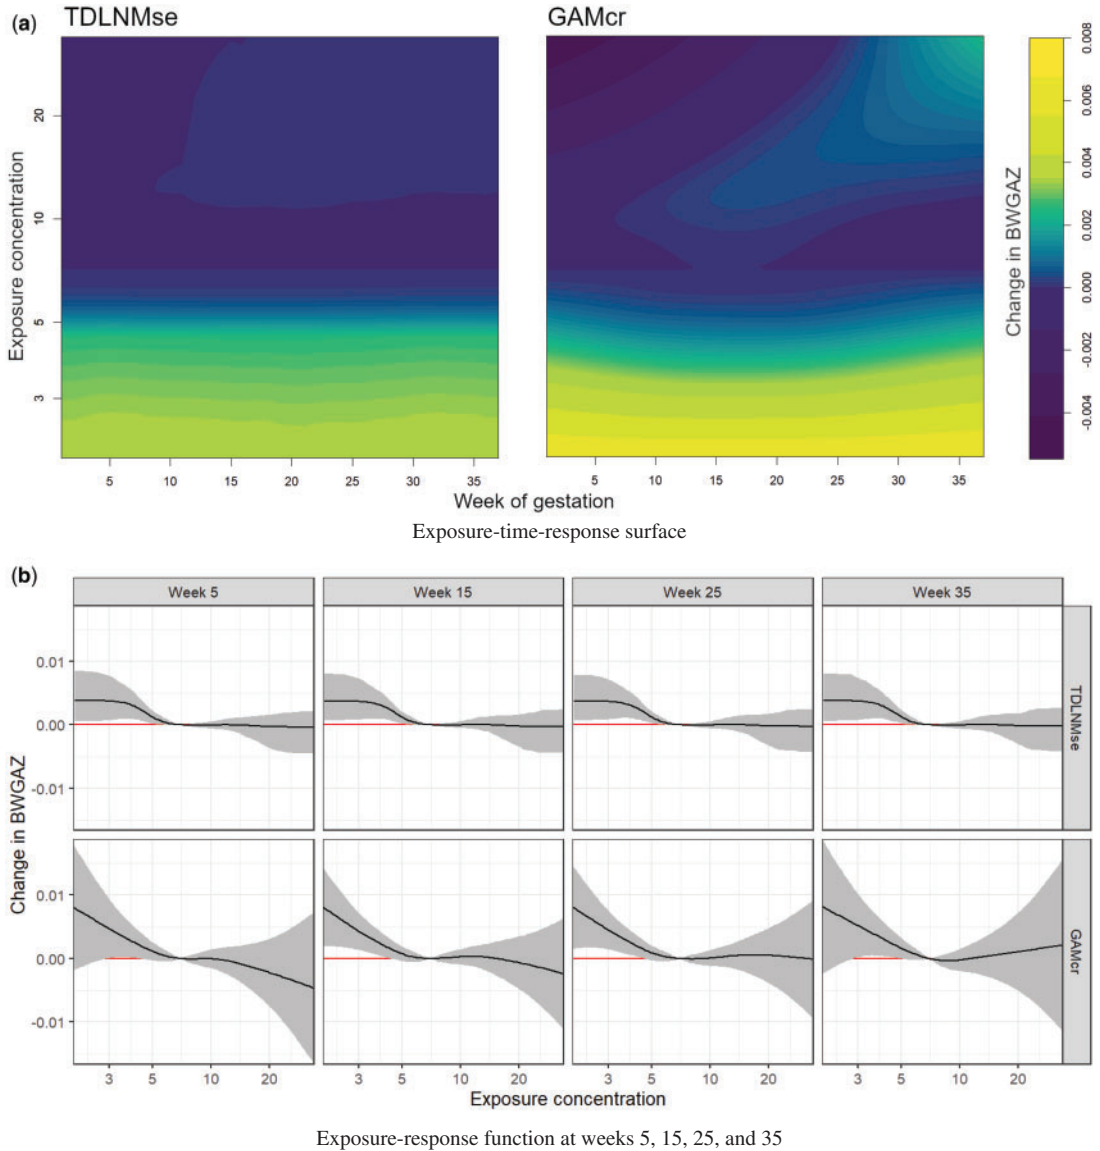 (a) TDLNMse GAMcr
Exposure concentration
20
10
5
3
5 10 15 20 25 30 35
5 10 15 20 25 30 35
Week of gestation
Change in BWGAZ
0.008
0.006
0.004
0.002
0.000
-0.002
-0.004
Exposure-time-response surface
(b)
Week 5 Week 15 Week 25 Week 35
Change in BWGAZ
0.01
0.00
-0.01
TDLNMse
0.01
0.00
-0.01
GAMcr
3 5 10 20 3 5 10 20 3 5 10 20 3 5 10 20
Exposure concentration
Exposure-response function at weeks 5, 15, 25, and 35